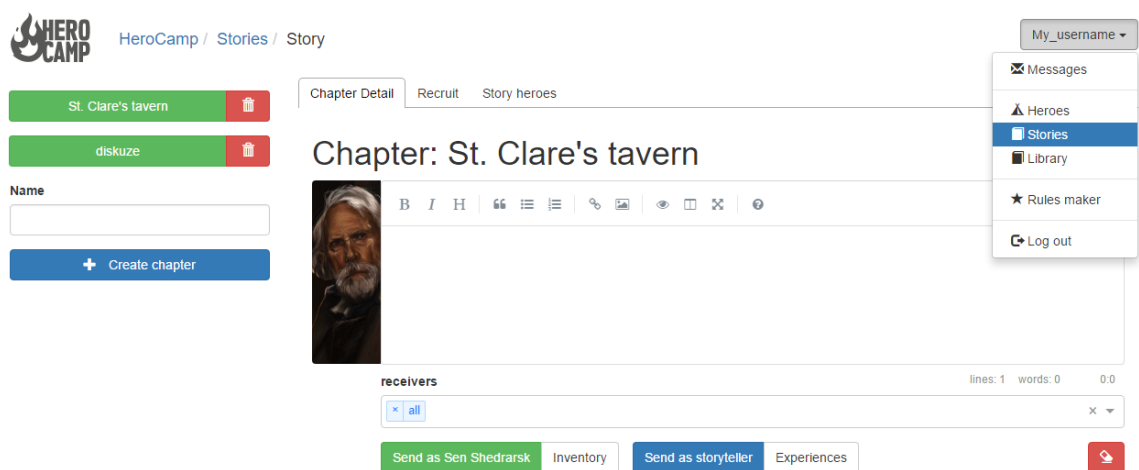 HERO
CAMP
HeroCamp / Stories / Story
My_username
Messages
Heroes
Stories
Library
Rules maker
Log out
St. Clare's tavern
diskuze
Name
Create chapter
Chapter Detail Recruit Story heroes
Chapter: St. Clare's tavern
B I H
receivers
lines: 1 words: 0 0:0
× all
Send as Sen Shedrarsk Inventory Send as storyteller Experiences